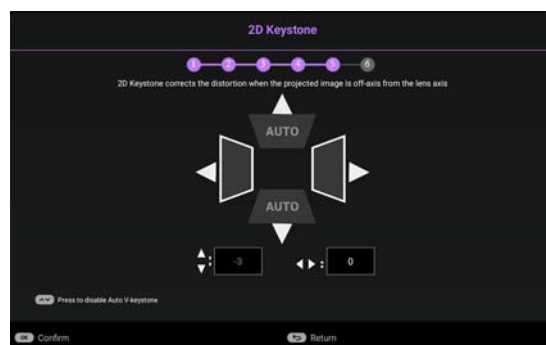 2D Keystone
1 2 3 4 5 6
2D Keystone corrects the distortion when the projected image is off-axis from the lens axis
AUTO
AUTO
: -3 : 0
Press to disable Auto V-keystone
OK Confirm Return